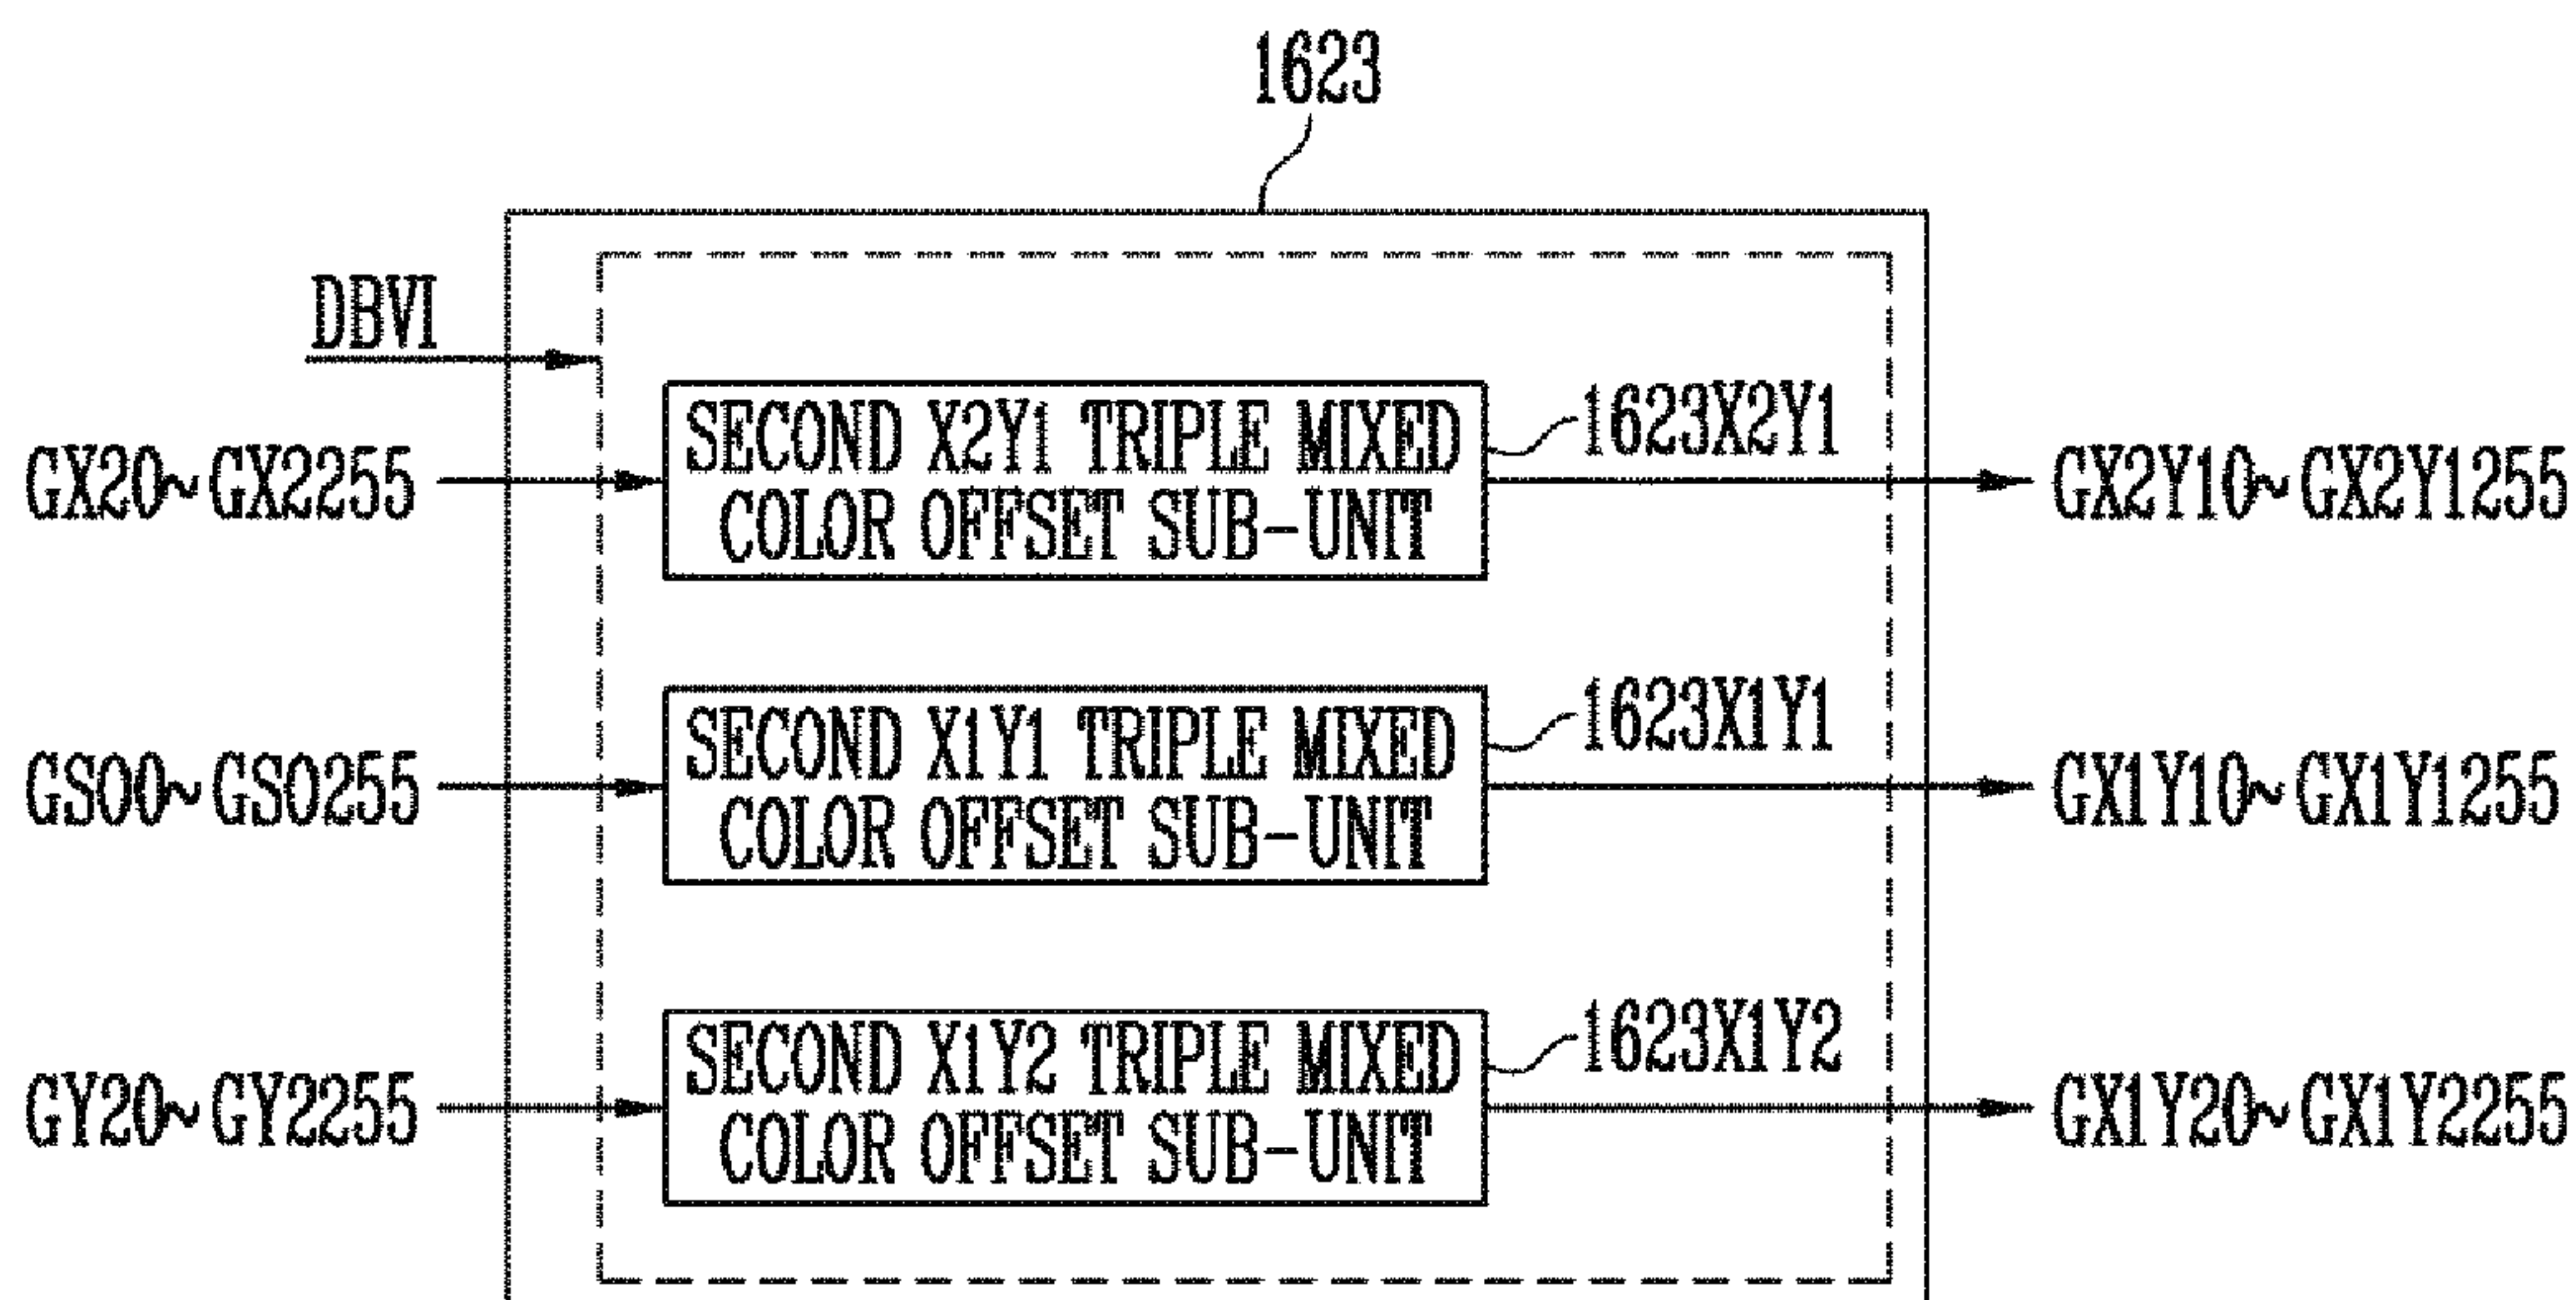 1623
DBVI
SECOND X2Y1 TRIPLE MIXED
COLOR OFFSET SUB-UNIT
1623X2Y1
GX20~GX2255
GX2Y10~GX2Y1255
SECOND X1Y1 TRIPLE MIXED
COLOR OFFSET SUB-UNIT
1623X1Y1
GSO0~GSO255
GX1Y10~GX1Y1255
SECOND X1Y2 TRIPLE MIXED
COLOR OFFSET SUB-UNIT
1623X1Y2
GY20~GY2255
GX1Y20~GX1Y2255